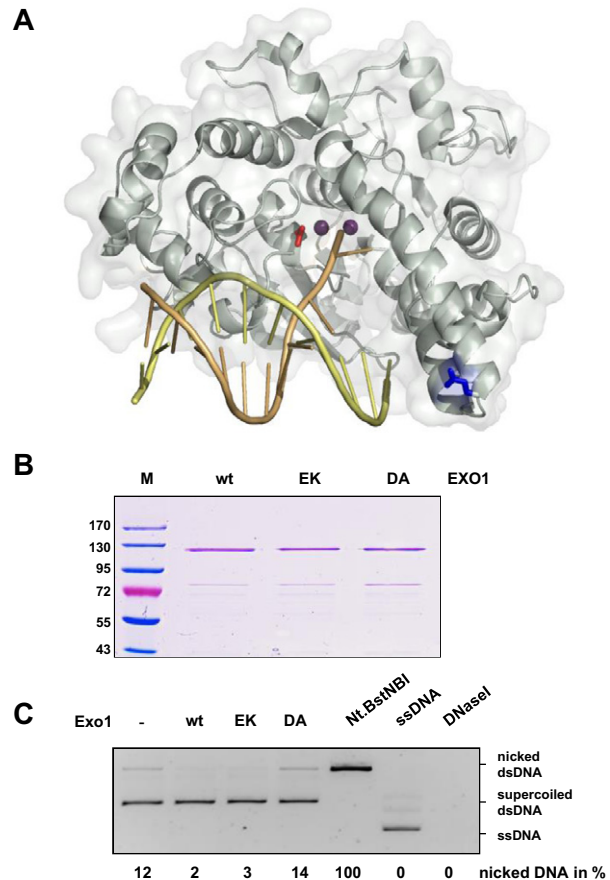 A
B
M wt EK DA EXO1
170
130
95
72
55
43
C
Exo1 - wt EK DA Nt.BstNBI ssDNA DNaseI
nicked
dsDNA
supercoiled
dsDNA
ssDNA
12 2 3 14 100 0 0 nicked DNA in %